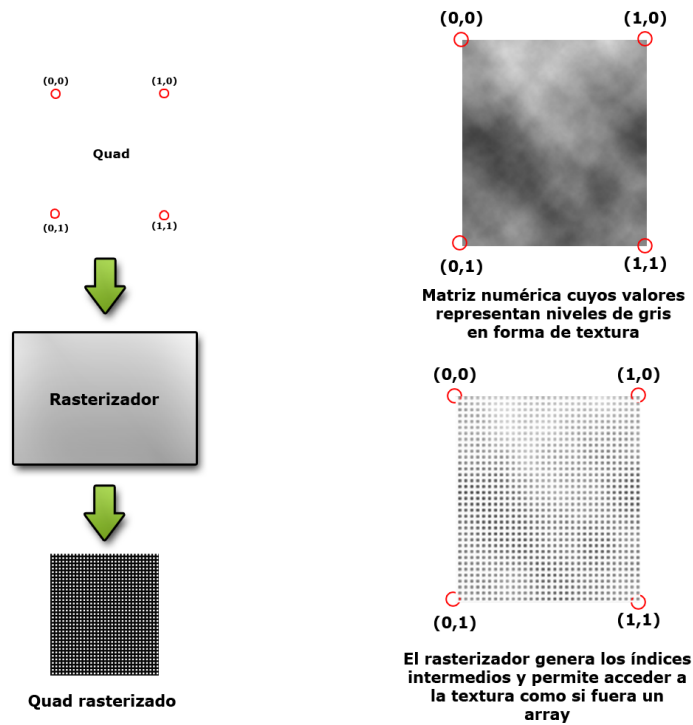 (0,0)
(1,0)
Quad
(0,1)
(1,1)
Rasterizador
Quad rasterizado
(0,0)
(1,0)
(0,1)
(1,1)
Matriz numérica cuyos valores
representan niveles de gris
en forma de textura
(0,0)
(1,0)
(0,1)
(1,1)
El rasterizador genera los índices
intermedios y permite acceder a
la textura como si fuera un
array